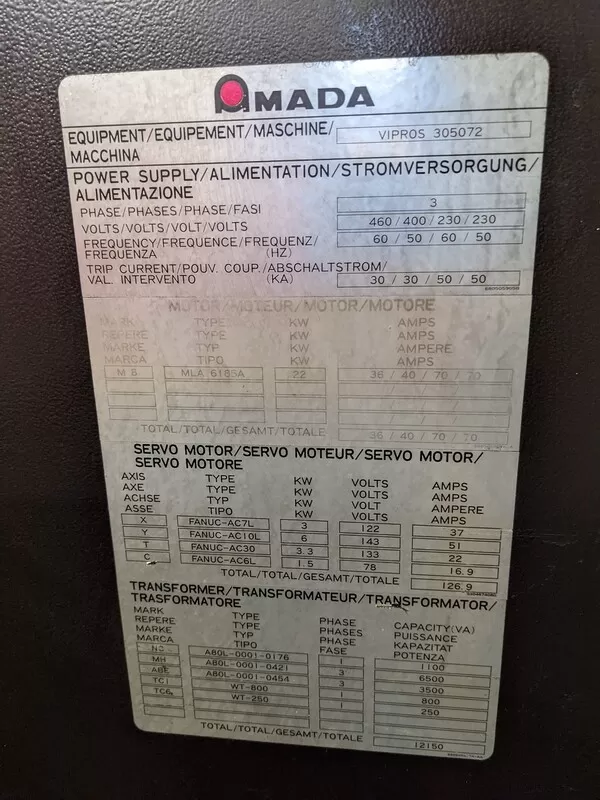 AMADA
EQUIPMENT/EQUIPEMENT/MASCHINE/ VIPROS 305072
MACCHINA
POWER SUPPLY/ALIMENTATION/STROMVERSORGUNG/
ALIMENTAZIONE
PHASE/PHASES/PHASE/FASI 3
VOLTS/VOLTS/VOLT/VOLTS 460/400/230/230
FREQUENCY/FREQUENCE/FREQUENZ/ 60/50/60/50
FREQUENZA (HZ)
TRIP CURRENT/POUV. COUP./ABSCHALTSTROM/
VAL. INTERVENTO (KA) 30/30/50/50
MOTOR/MOTEUR/MOTOR/MOTORE
MARK TYPE KW AMPS
REPERE TYPE KW AMPS
MARKE TYP KW AMPERE
MARCA TIPO KW AMPS
M 8 MLA 6185A 22 36 / 40 / 70 / 70
TOTAL/TOTAL/GESAMT/TOTALE 36 / 40 / 70 / 70
SERVO MOTOR/SERVO MOTEUR/SERVO MOTOR/
SERVO MOTORE
AXIS TYPE KW VOLTS AMPS
AXE TYPE KW VOLTS AMPS
ACHSE TYP KW VOLT AMPERE
ASSE TIPO KW VOLTS AMPS
X FANUC-AC7L 3 122 37
Y FANUC-AC10L 6 143 51
T FANUC-AC30 3.3 133 22
C FANUC-AC6L 1.5 78 16.9
TOTAL/TOTAL/GESAMT/TOTALE 126.9
TRANSFORMER/TRANSFORMATEUR/TRANSFORMATOR/
TRASFORMATORE
MARK TYPE PHASE CAPACITY(VA)
REPERE TYPE PHASES PUISSANCE
MARKE TYP PHASE KAPAZITAT
MARCA TIPO FASE POTENZA
A80L-0001-0176 1 1100
MH A80L-0001-0421 3 6500
A80L-0001-0454 3 3500
TC1 WT-800 1 800
TC6 WT-250 1 250
TOTAL/TOTAL/GESAMT/TOTALE 12150